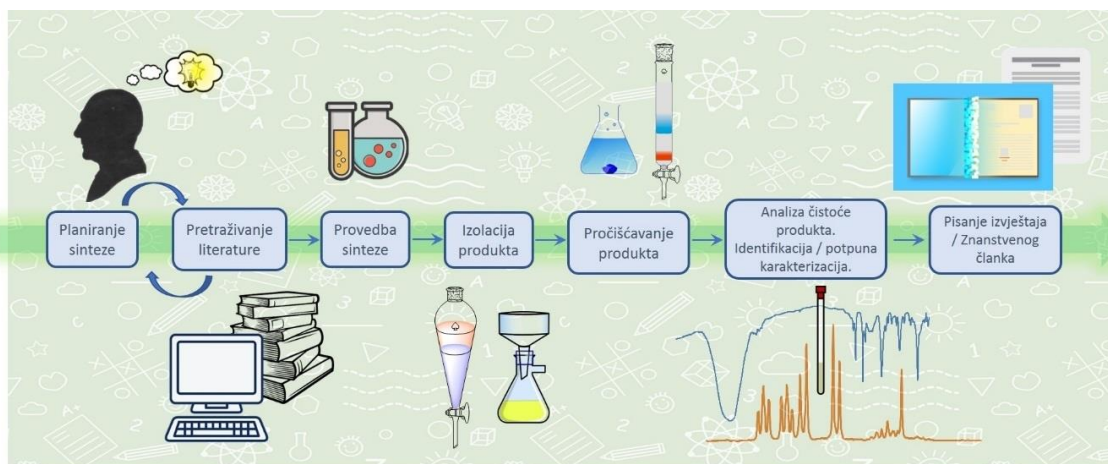 Planiranje
sinteze
Pretraživanje
literature
Provedba
sinteze
Izolacija
produkta
Pročišćavanje
produkta
Analiza čistoće
produkta.
Identifikacija / potpuna
karakterizacija.
Pisanje izvještaja
/ Znanstvenog
članka